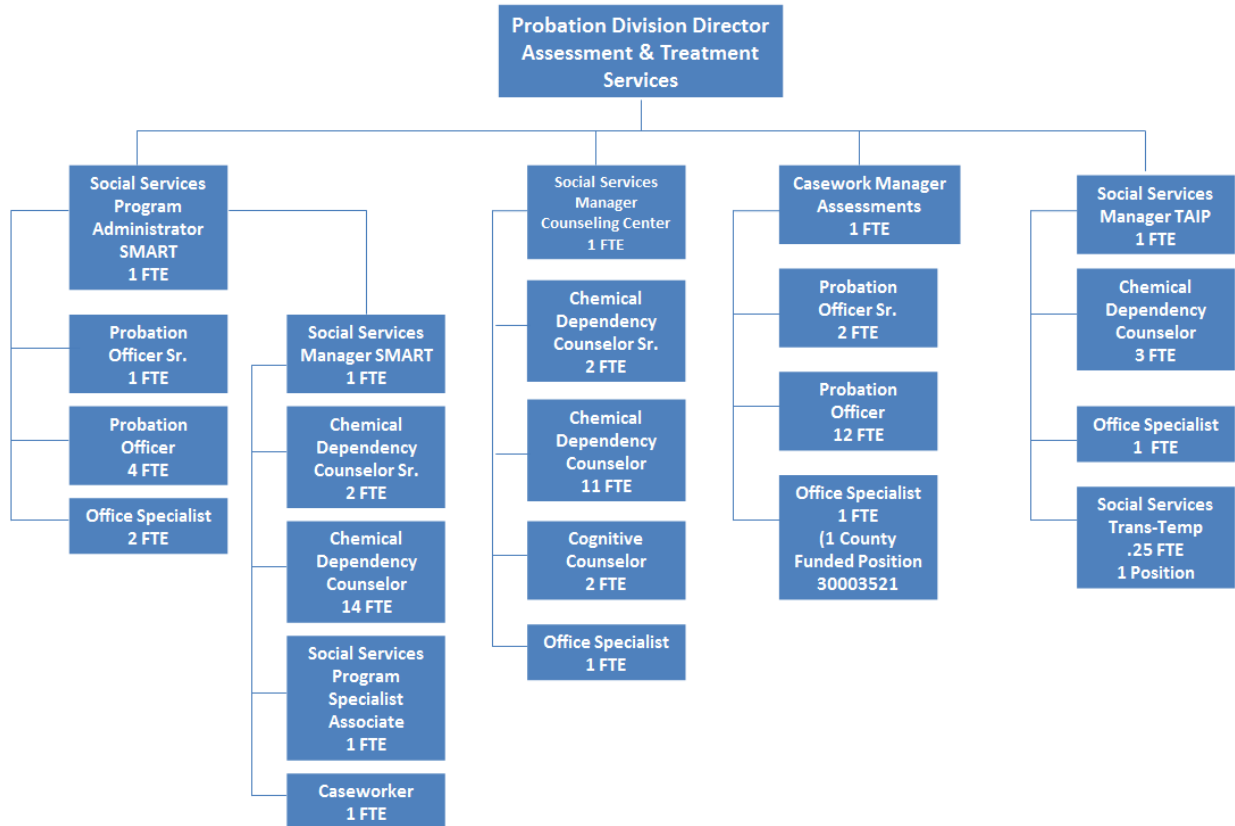 Probation Division Director
Assessment & Treatment
Services
Social Services
Program
Administrator
SMART
1 FTE
Probation
Officer Sr.
1 FTE
Probation
Officer
4 FTE
Office Specialist
2 FTE
Social Services
Manager SMART
1 FTE
Chemical
Dependency
Counselor Sr.
2 FTE
Chemical
Dependency
Counselor
14 FTE
Social Services
Program
Specialist
Associate
1 FTE
Caseworker
1 FTE
Social Services
Manager
Counseling Center
1 FTE
Chemical
Dependency
Counselor Sr.
2 FTE
Chemical
Dependency
Counselor
11 FTE
Cognitive
Counselor
2 FTE
Office Specialist
1 FTE
Casework Manager
Assessments
1 FTE
Probation
Officer Sr.
2 FTE
Probation
Officer
12 FTE
Office Specialist
1 FTE
(1 County
Funded Position
30003521
Social Services
Manager TAIP
1 FTE
Chemical
Dependency
Counselor
3 FTE
Office Specialist
1 FTE
Social Services
Trans-Temp
.25 FTE
1 Position